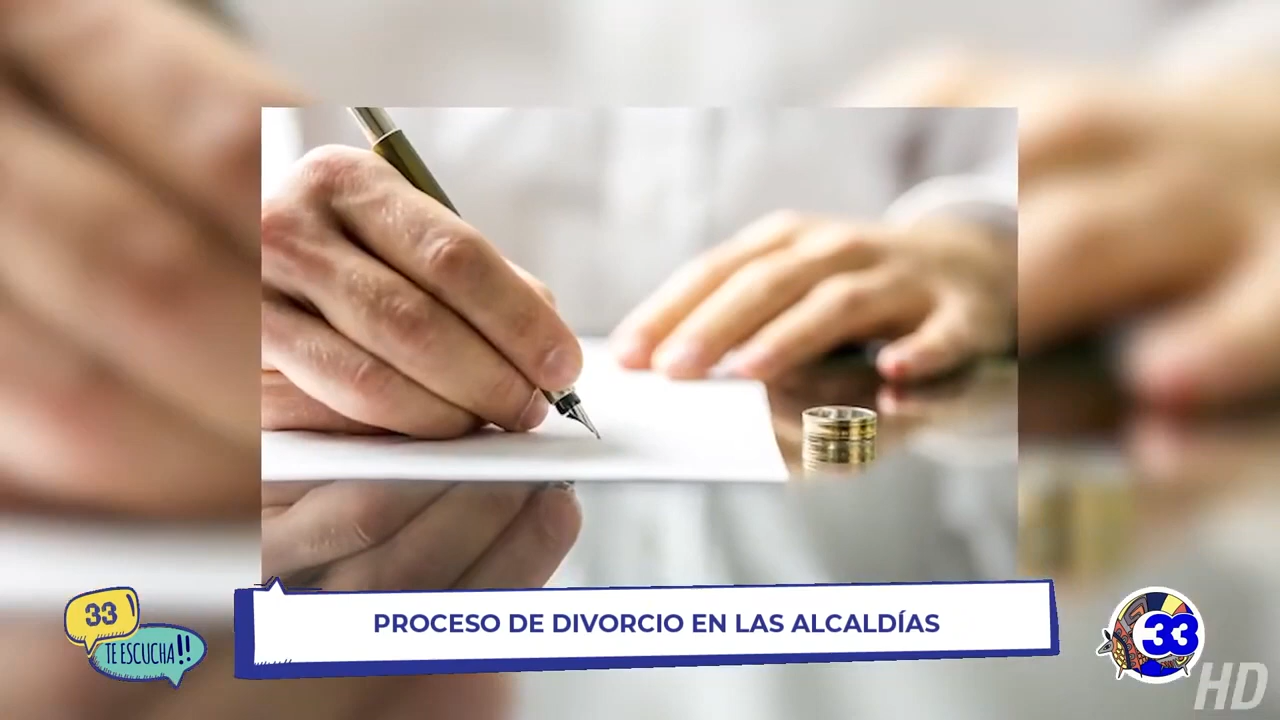 PROCESO DE DIVORCIO EN LAS ALCALDÍAS
33
TE ESCUCHA!!
33
HD